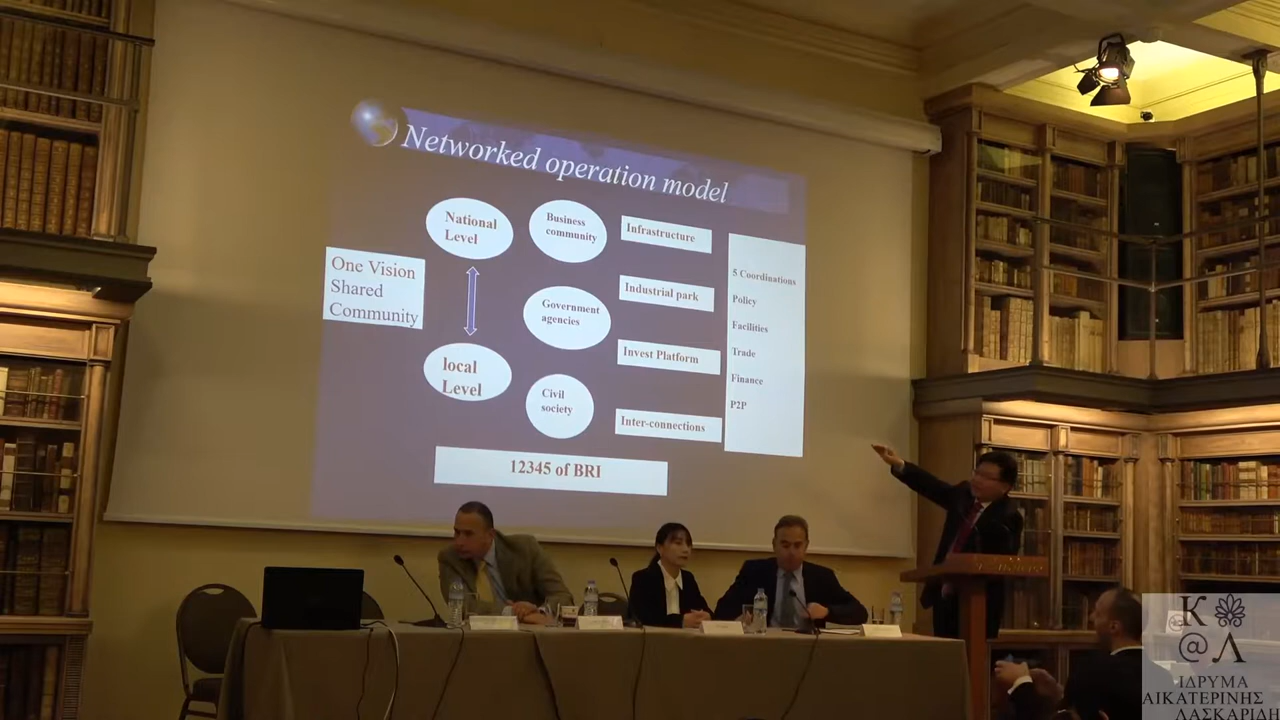 Networked operation model
One Vision
Shared
Community
National
Level
local
Level
Business
community
Government
agencies
Civil
society
Infrastructure
Industrial park
Invest Platform
Inter-connections
5 Coordinations
Policy
Facilities
Trade
Finance
P2P
12345 of BRI
Κ
@Λ
ΙΔΡΥΜΑ
ΑΙΚΑΤΕΡΙΝΗΣ
ΛΑΣΚΑΡΙΔΗ